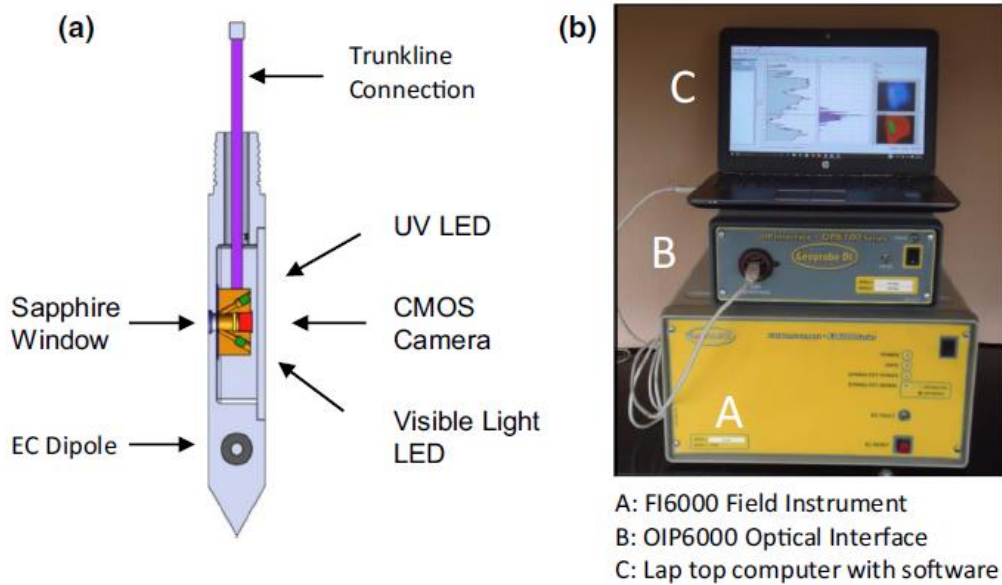 (a)
Trunkline
Connection
UV LED
Sapphire
Window
CMOS
Camera
EC Dipole
Visible Light
LED
(b)
C
B
Geoprobe DI
A
A: FI6000 Field Instrument
B: OIP6000 Optical Interface
C: Lap top computer with software